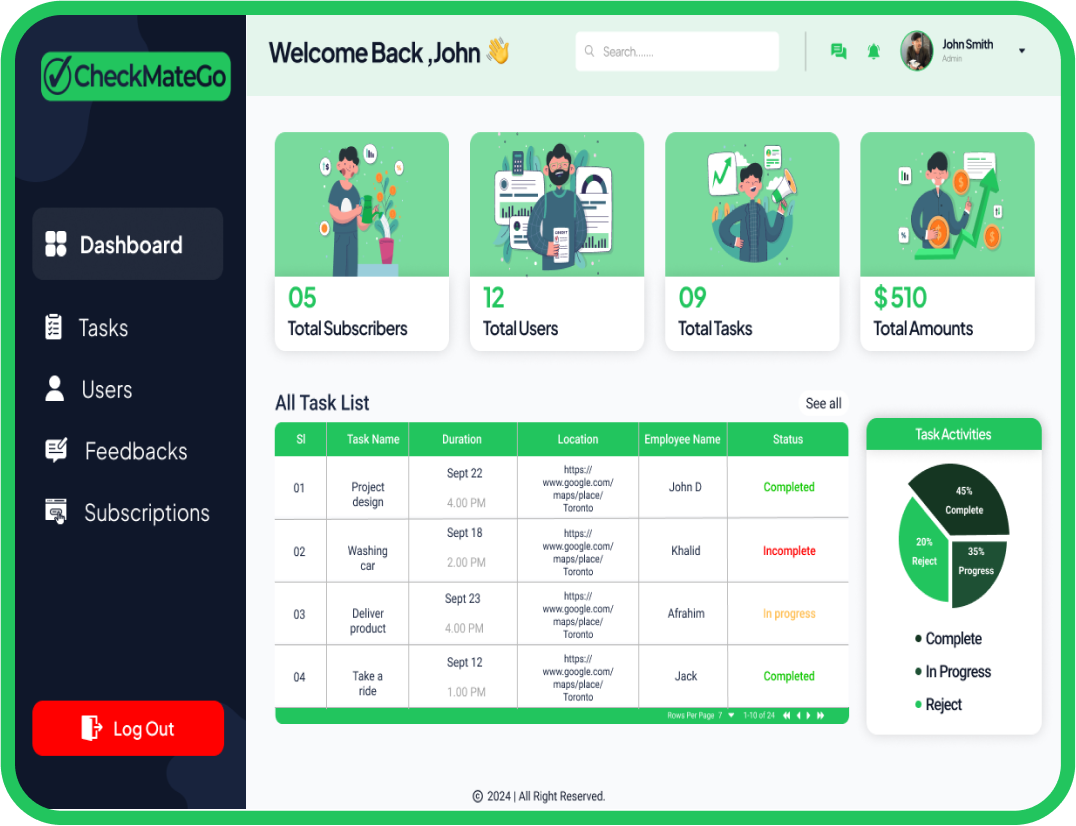 CheckMateGo
Welcome Back ,John 👋
Search......
John Smith
Admin
Dashboard
Tasks
Users
Feedbacks
Subscriptions
Log Out
05
Total Subscribers
12
Total Users
09
Total Tasks
$ 510
Total Amounts
All Task List
See all
Sl Task Name Duration Location Employee Name Status
01
Project
design
Sept 22
4.00 PM
https://
www.google.com/
maps/place/
Toronto
John D
Completed
02
Washing
car
Sept 18
2.00 PM
https://
www.google.com/
maps/place/
Toronto
Khalid
Incomplete
03
Deliver
product
Sept 23
4.00 PM
https://
www.google.com/
maps/place/
Toronto
Afrahim
In progress
04
Take a
ride
Sept 12
1.00 PM
https://
www.google.com/
maps/place/
Toronto
Jack
Completed
Rows Per Page 7 1-10 of 24
Task Activities
45%
Complete
20%
Reject
35%
Progress
Complete
In Progress
Reject
© 2024 | All Right Reserved.